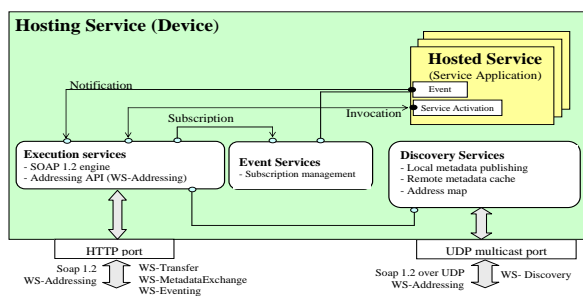 Hosting Service (Device)
Hosted Service
(Service Application)
Event
Service Activation
Notification
Invocation
Subscription
Execution services
- SOAP 1.2 engine
- Addressing API (WS-Addressing)
Event Services
- Subscription management
Discovery Services
- Local metadata publishing
- Remote metadata cache
- Address map
HTTP port
UDP multicast port
Soap 1.2
WS-Addressing
WS-Transfer
WS-MetadataExchange
WS-Eventing
Soap 1.2 over UDP
WS-Addressing
WS- Discovery